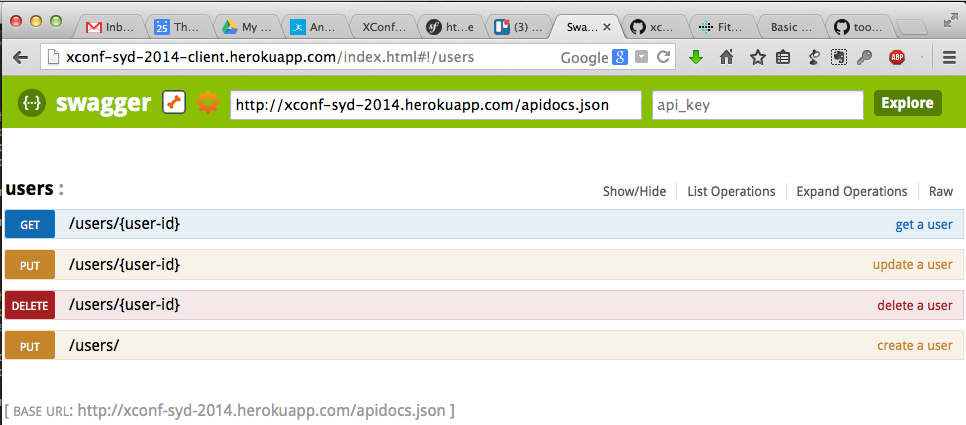 Inb... 25 Th... My... An XConf... ht...e (3) ... Swa... xc... Fit... Basic too...
xconf-syd-2014-client.herokuapp.com/index.html#!/users Google 8 ABP
{··} swagger http://xconf-syd-2014.herokuapp.com/apidocs.json api_key Explore
users : Show/Hide List Operations Expand Operations Raw
GET /users/{user-id} get a user
PUT /users/{user-id} update a user
DELETE /users/{user-id} delete a user
PUT /users/ create a user
[ BASE URL: http://xconf-syd-2014.herokuapp.com/apidocs.json ]